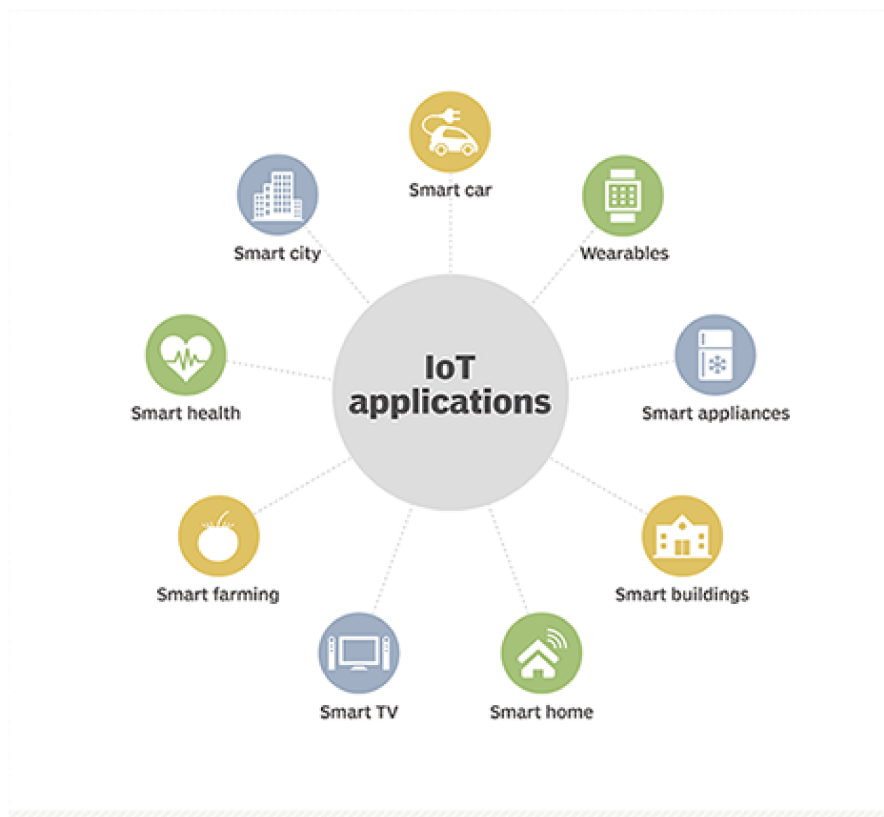 Smart car
Wearables
Smart city
Smart appliances
IoT
applications
Smart health
Smart buildings
Smart farming
Smart home
Smart TV